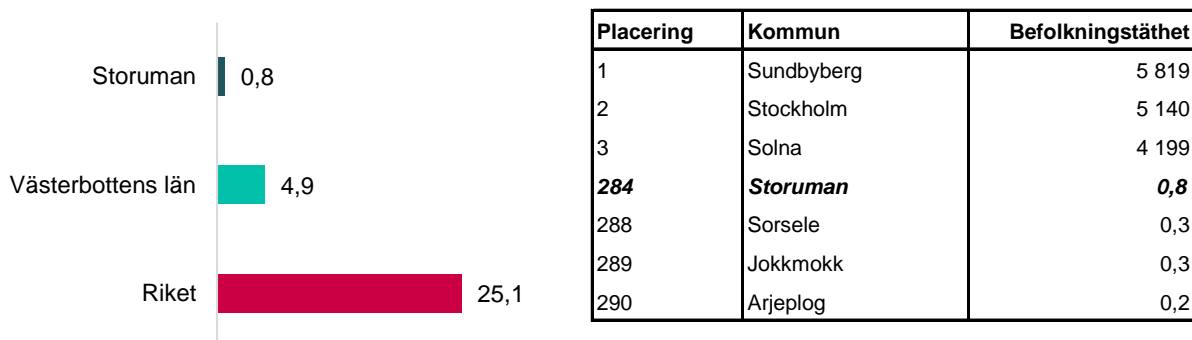 Storuman 0,8
Västerbottens län 4,9
Riket 25,1
Placering Kommun Befolkningstäthet
1 Sundbyberg 5 819
2 Stockholm 5 140
3 Solna 4 199
284 Storuman 0,8
288 Sorsele 0,3
289 Jokkmokk 0,3
290 Arjeplog 0,2